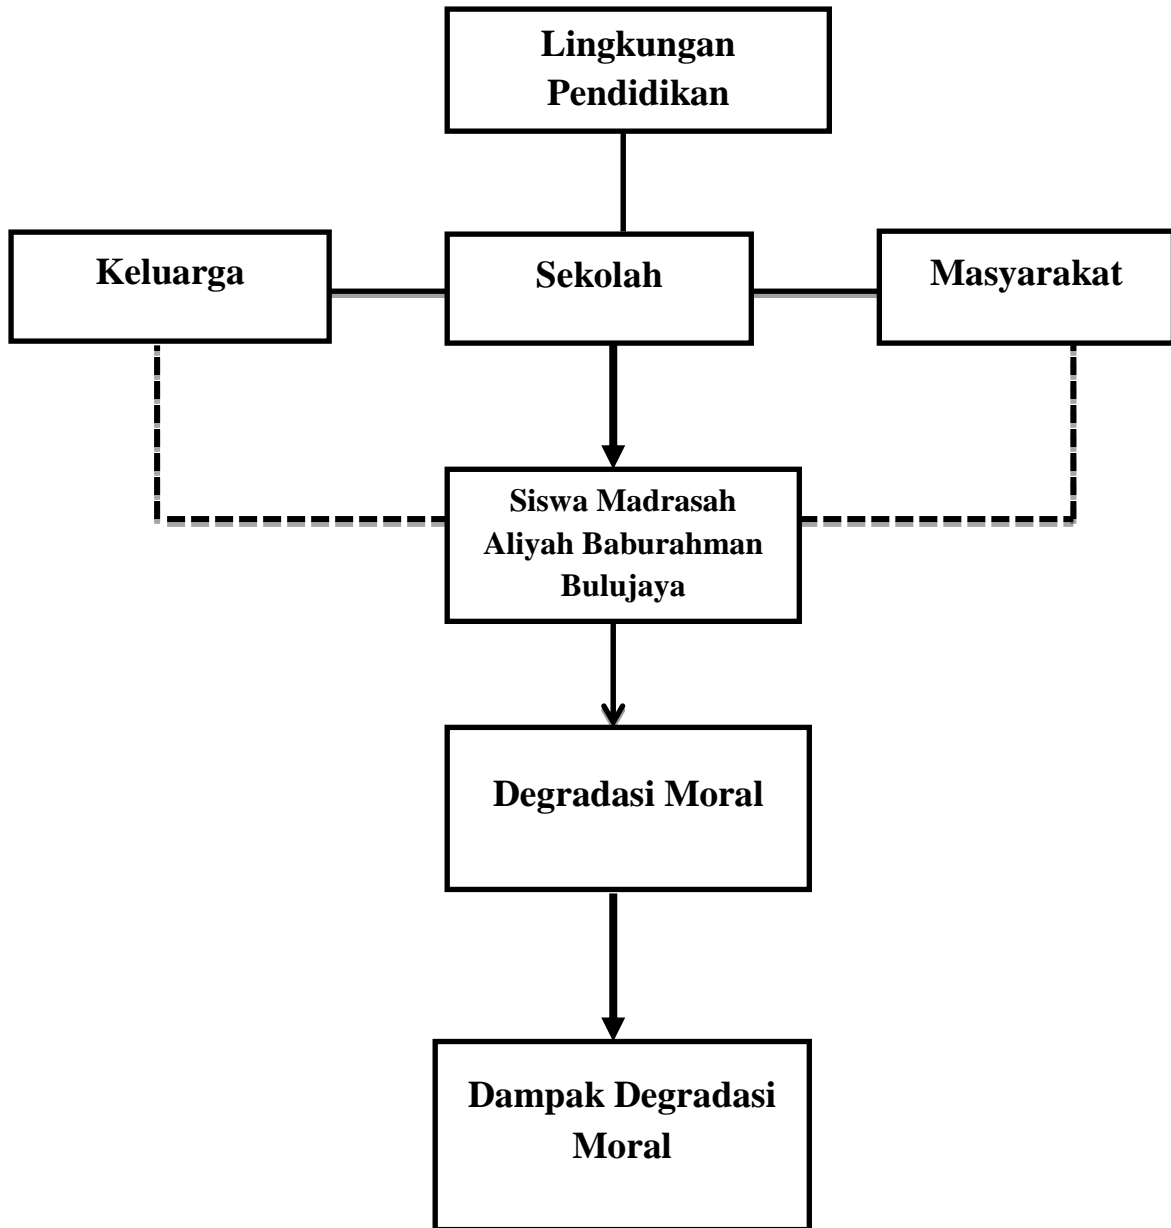 Lingkungan
Pendidikan
Keluarga
Sekolah
Masyarakat
Siswa Madrasah
Aliyah Baburahman
Bulujaya
Degradasi Moral
Dampak Degradasi
Moral